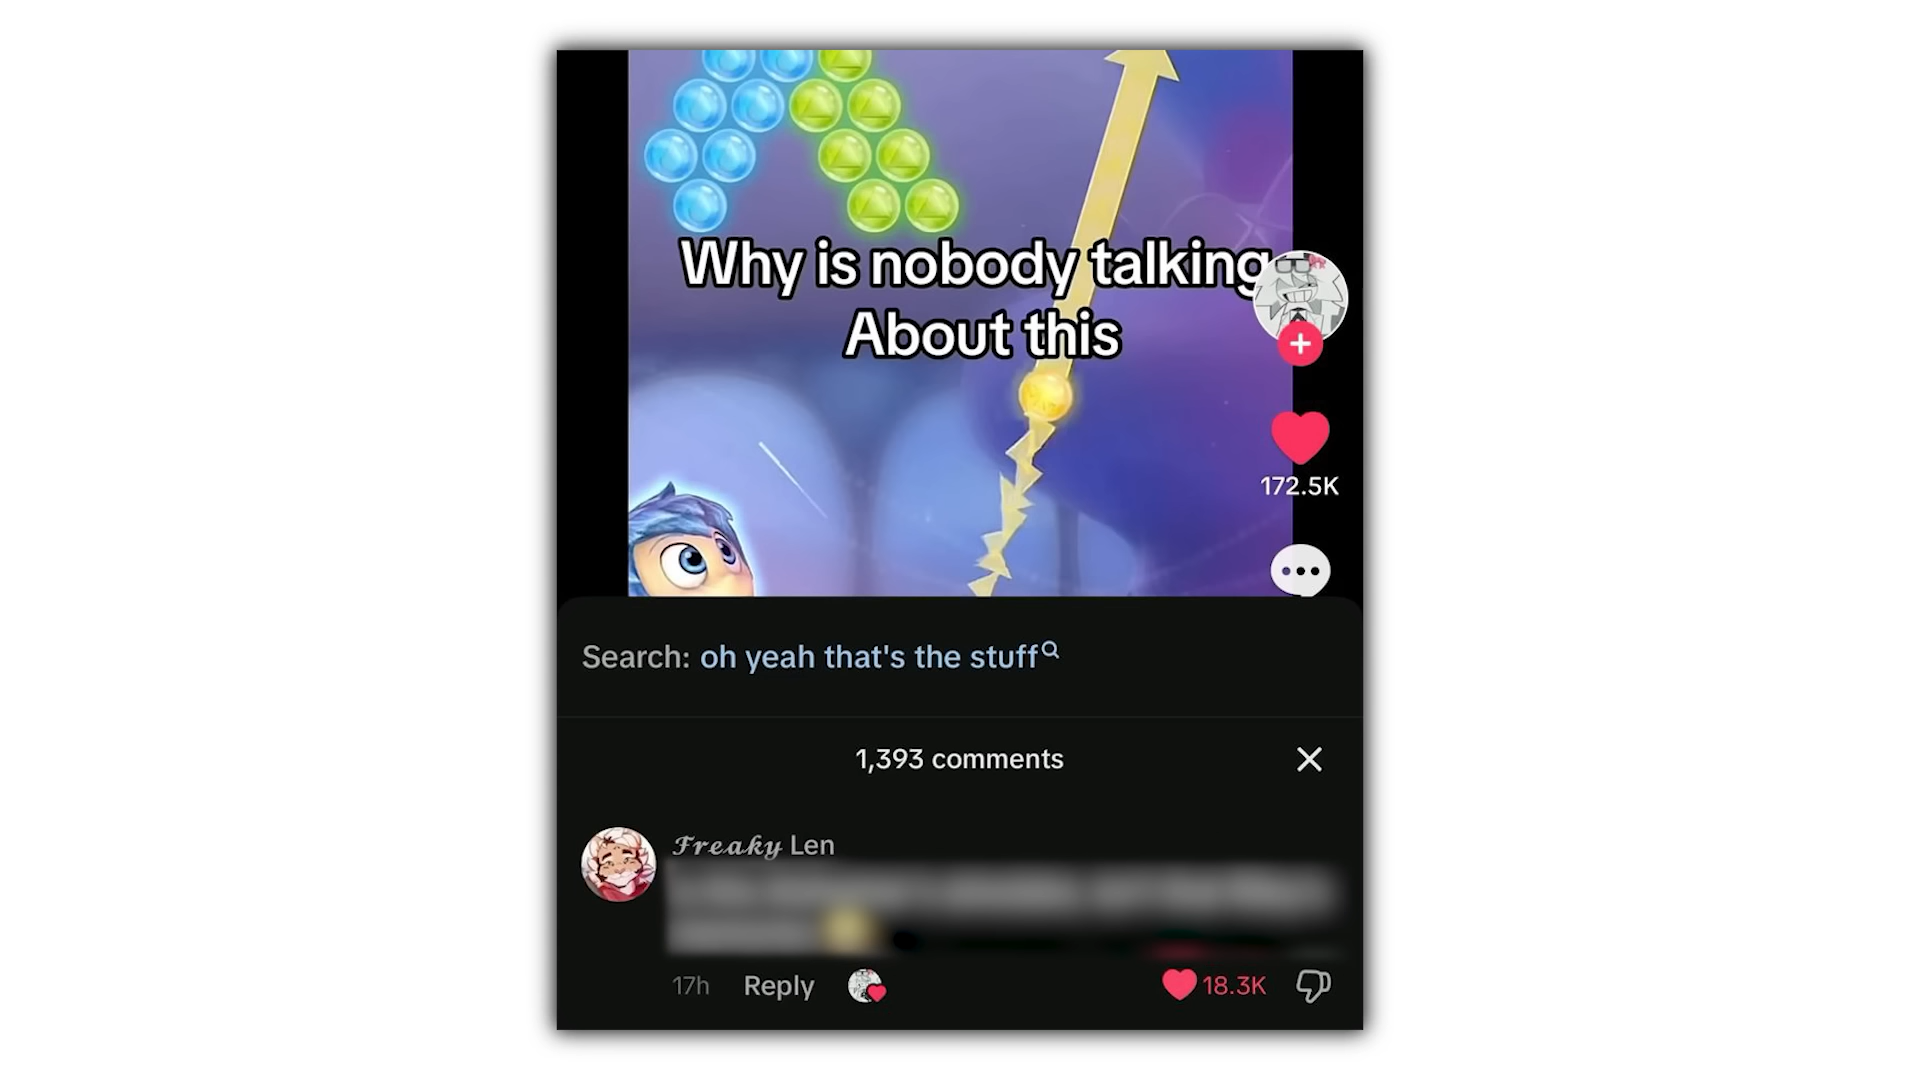 Why is nobody talking
About this
172.5K
Search: oh yeah that's the stuff
1,393 comments
𝓕𝓻𝓮𝓪𝓴𝔂 Len
17h Reply 18.3K